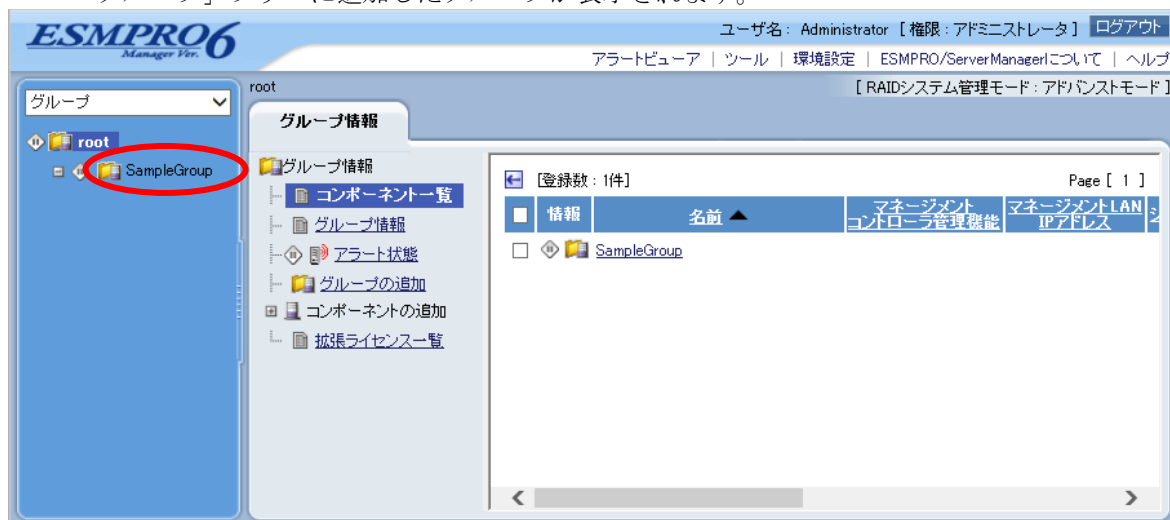 ESMPRO6
Manager Ver.
ユーザ名: Administrator [権限:アドミニストレータ] ログアウト
アラートビューア | ツール | 環境設定 | ESMPRO/ServerManagerについて | ヘルプ
グループ
root
SampleGroup
root
[ RAIDシステム管理モード:アドバンストモード ]
グループ情報
グループ情報
コンポーネント一覧
グループ情報
アラート状態
グループの追加
コンポーネントの追加
拡張ライセンス一覧
[登録数:1件]
Page [ 1 ]
情報 名前▲ マネージメント コントローラ管理機能 マネージメントLAN IPアドレス
SampleGroup